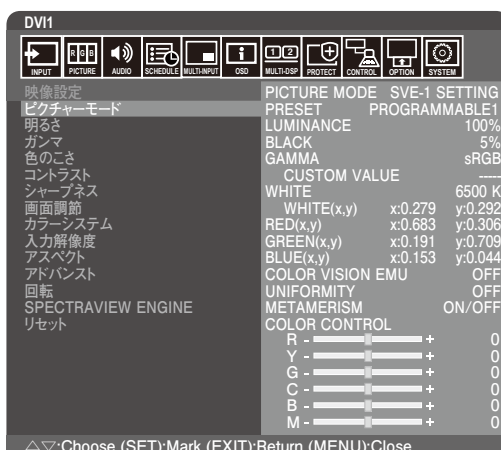 DVI1
INPUT PICTURE AUDIO SCHEDULE MULTI-INPUT OSD MULTI-DSP PROTECT CONTROL OPTION SYSTEM
RGB
1 2
映像設定
ピクチャーモード
明るさ
ガンマ
色のこさ
コントラスト
シャープネス
画面調節
カラーシステム
入力解像度
アスペクト
アドバンスト
回転
SPECTRAVIEW ENGINE
リセット
PICTURE MODE SVE-1 SETTING
PRESET PROGRAMMABLE1
LUMINANCE 100%
BLACK 5%
GAMMA sRGB
CUSTOM VALUE -----
WHITE 6500 K
WHITE(x,y) x:0.279 y:0.292
RED(x,y) x:0.683 y:0.306
GREEN(x,y) x:0.191 y:0.709
BLUE(x,y) x:0.153 y:0.044
COLOR VISION EMU OFF
UNIFORMITY OFF
METAMERISM ON/OFF
COLOR CONTROL
R - + 0
Y - + 0
G - + 0
C - + 0
B - + 0
M - + 0
△▽:Choose (SET):Mark (EXIT):Return (MENU):Close